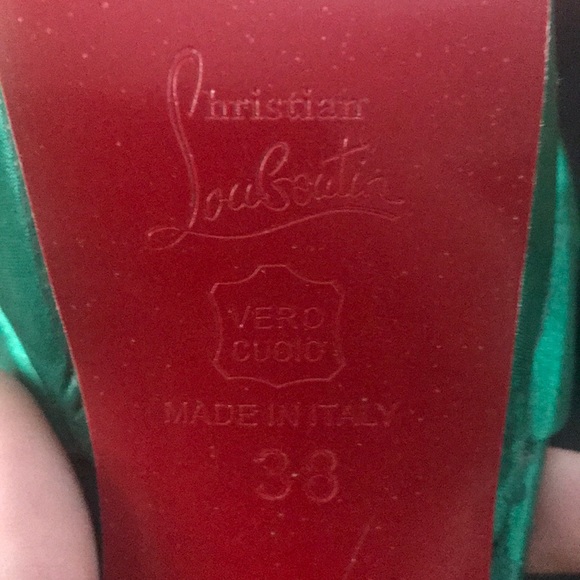 Christian
Louboutin
VERO
CUOIO
MADE IN ITALY
38